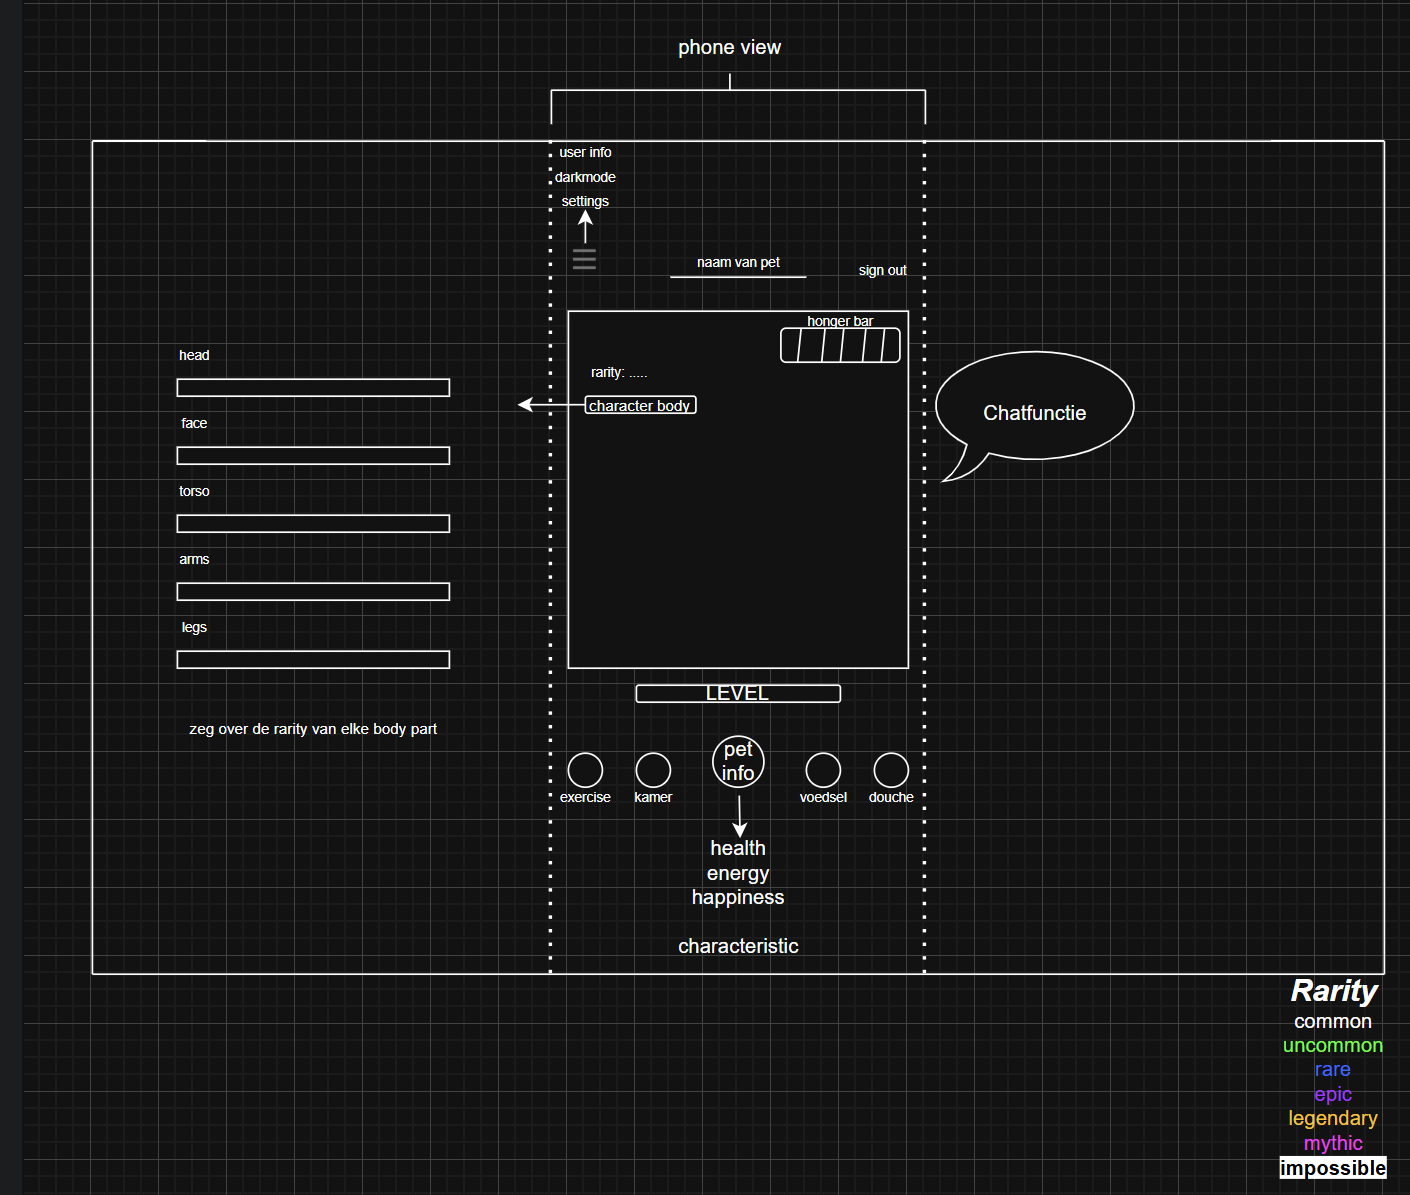 phone view
user info
darkmode
settings
naam van pet
sign out
honger bar
rarity: .....
character body
head
face
torso
arms
legs
zeg over de rarity van elke body part
Chatfunctie
LEVEL
pet
info
exercise
kamer
voedsel
douche
health
energy
happiness
characteristic
Rarity
common
uncommon
rare
epic
legendary
mythic
impossible